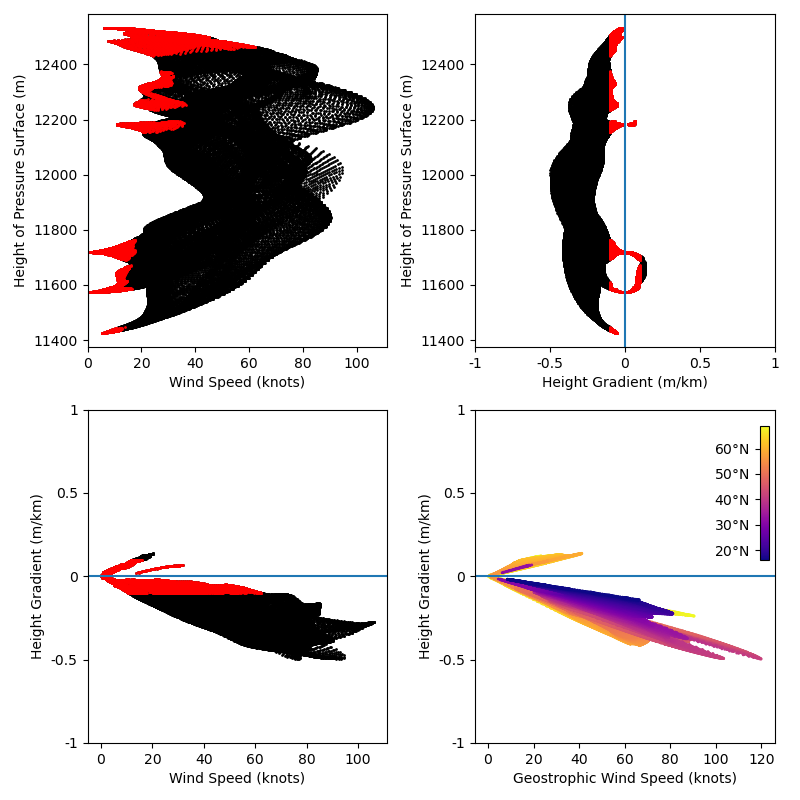 12400
12200
12000
11800
11600
11400
Height of Pressure Surface (m)
0 20 40 60 80 100
Wind Speed (knots)
12400
12200
12000
11800
11600
11400
Height of Pressure Surface (m)
-1 -0.5 0 0.5 1
Height Gradient (m/km)
1
0.5
0
-0.5
-1
Height Gradient (m/km)
0 20 40 60 80 100
Wind Speed (knots)
1
0.5
0
-0.5
-1
Height Gradient (m/km)
60°N
50°N
40°N
30°N
20°N
0 20 40 60 80 100 120
Geostrophic Wind Speed (knots)